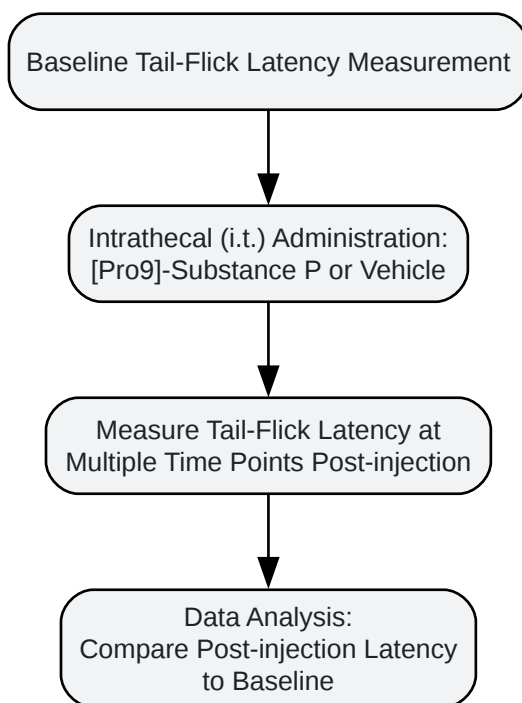 Baseline Tail-Flick Latency Measurement
Intrathecal (i.t.) Administration:
[Pro9]-Substance P or Vehicle
Measure Tail-Flick Latency at
Multiple Time Points Post-injection
Data Analysis:
Compare Post-injection Latency
to Baseline